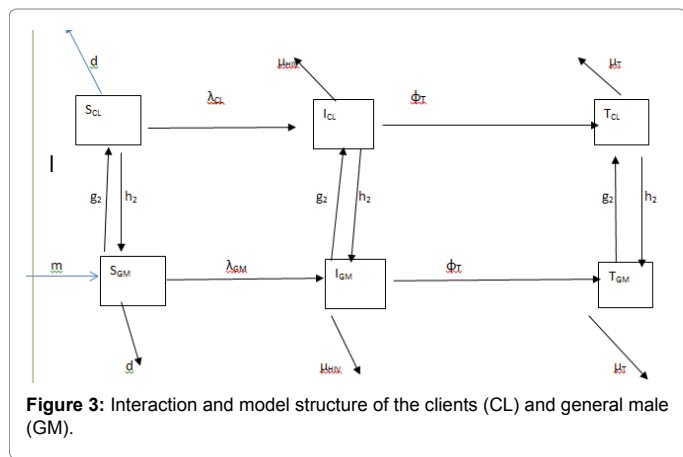 d
μHIV
μT
SCL
λCL
ICL
ϕT
TCL
l
g2
h2
g2
h2
g2
h2
m
SGM
λGM
IGM
ϕT
TGM
d
μHIV
μT
Figure 3: Interaction and model structure of the clients (CL) and general male
(GM).